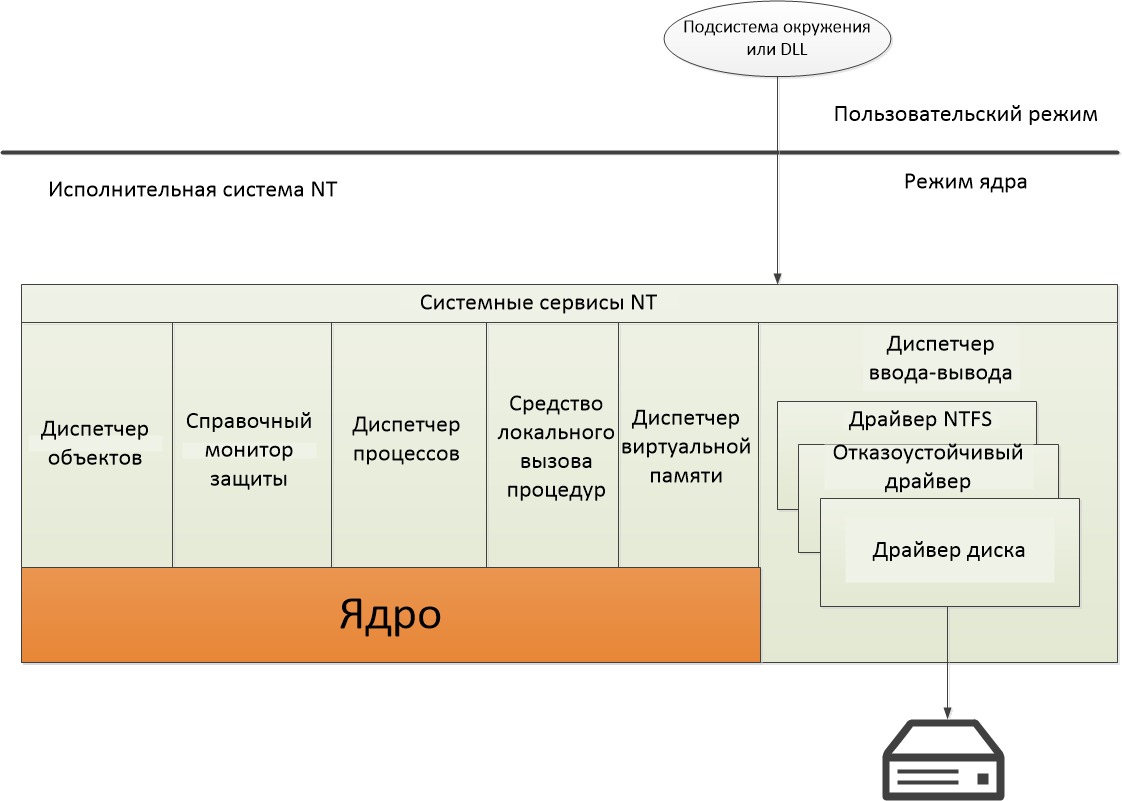 Подсистема окружения
или DLL
Пользовательский режим
Исполнительная система NT
Режим ядра
Системные сервисы NT
Диспетчер
объектов
Справочный
монитор
защиты
Диспетчер
процессов
Средство
локального
вызова
процедур
Диспетчер
виртуальной
памяти
Диспетчер
ввода-вывода
Драйвер NTFS
Отказоустойчивый
драйвер
Драйвер диска
Ядро